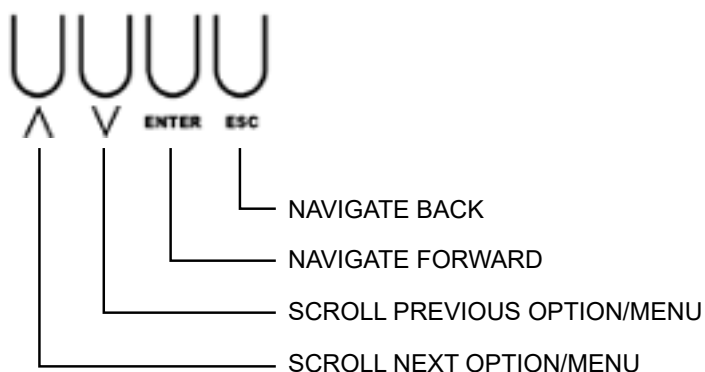 ENTER ESC
NAVIGATE BACK
NAVIGATE FORWARD
SCROLL PREVIOUS OPTION/MENU
SCROLL NEXT OPTION/MENU